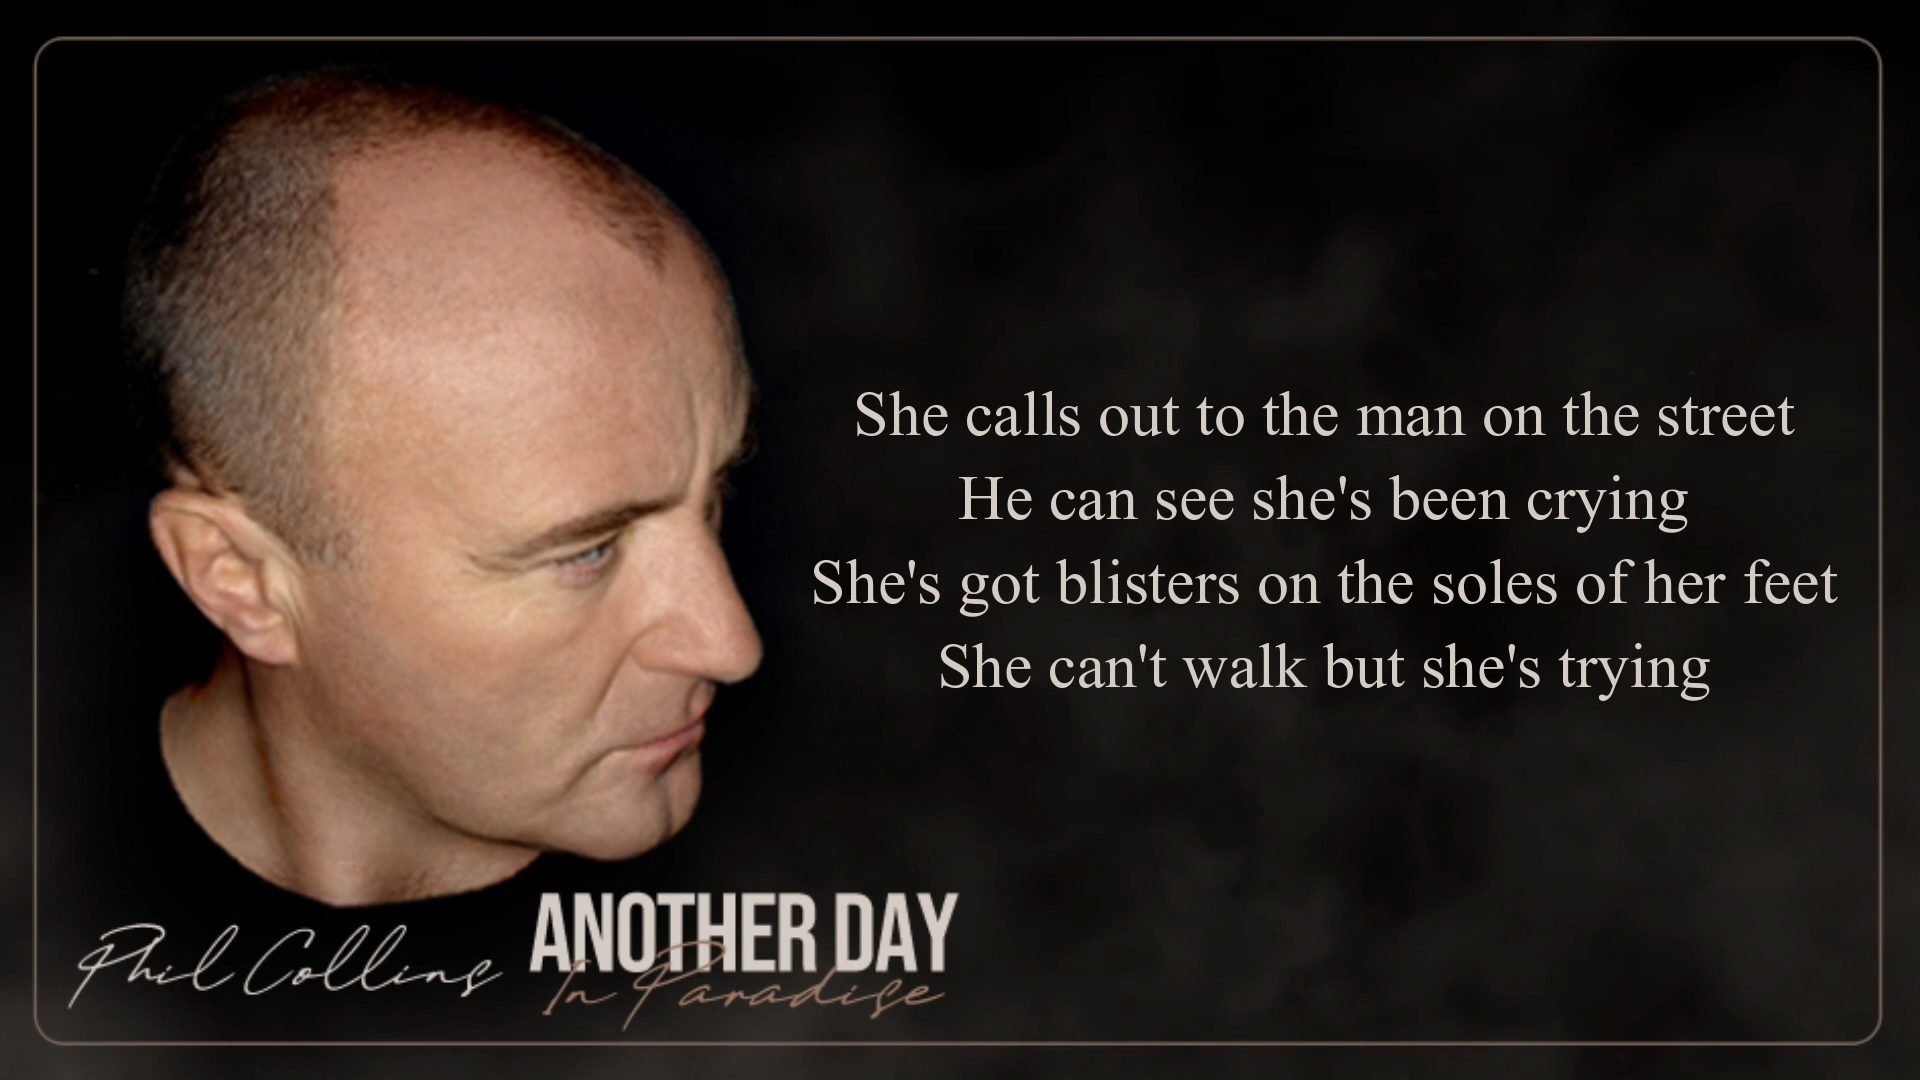 She calls out to the man on the street
He can see she's been crying
She's got blisters on the soles of her feet
She can't walk but she's trying
Phil Collins
ANOTHER DAY
In Paradise